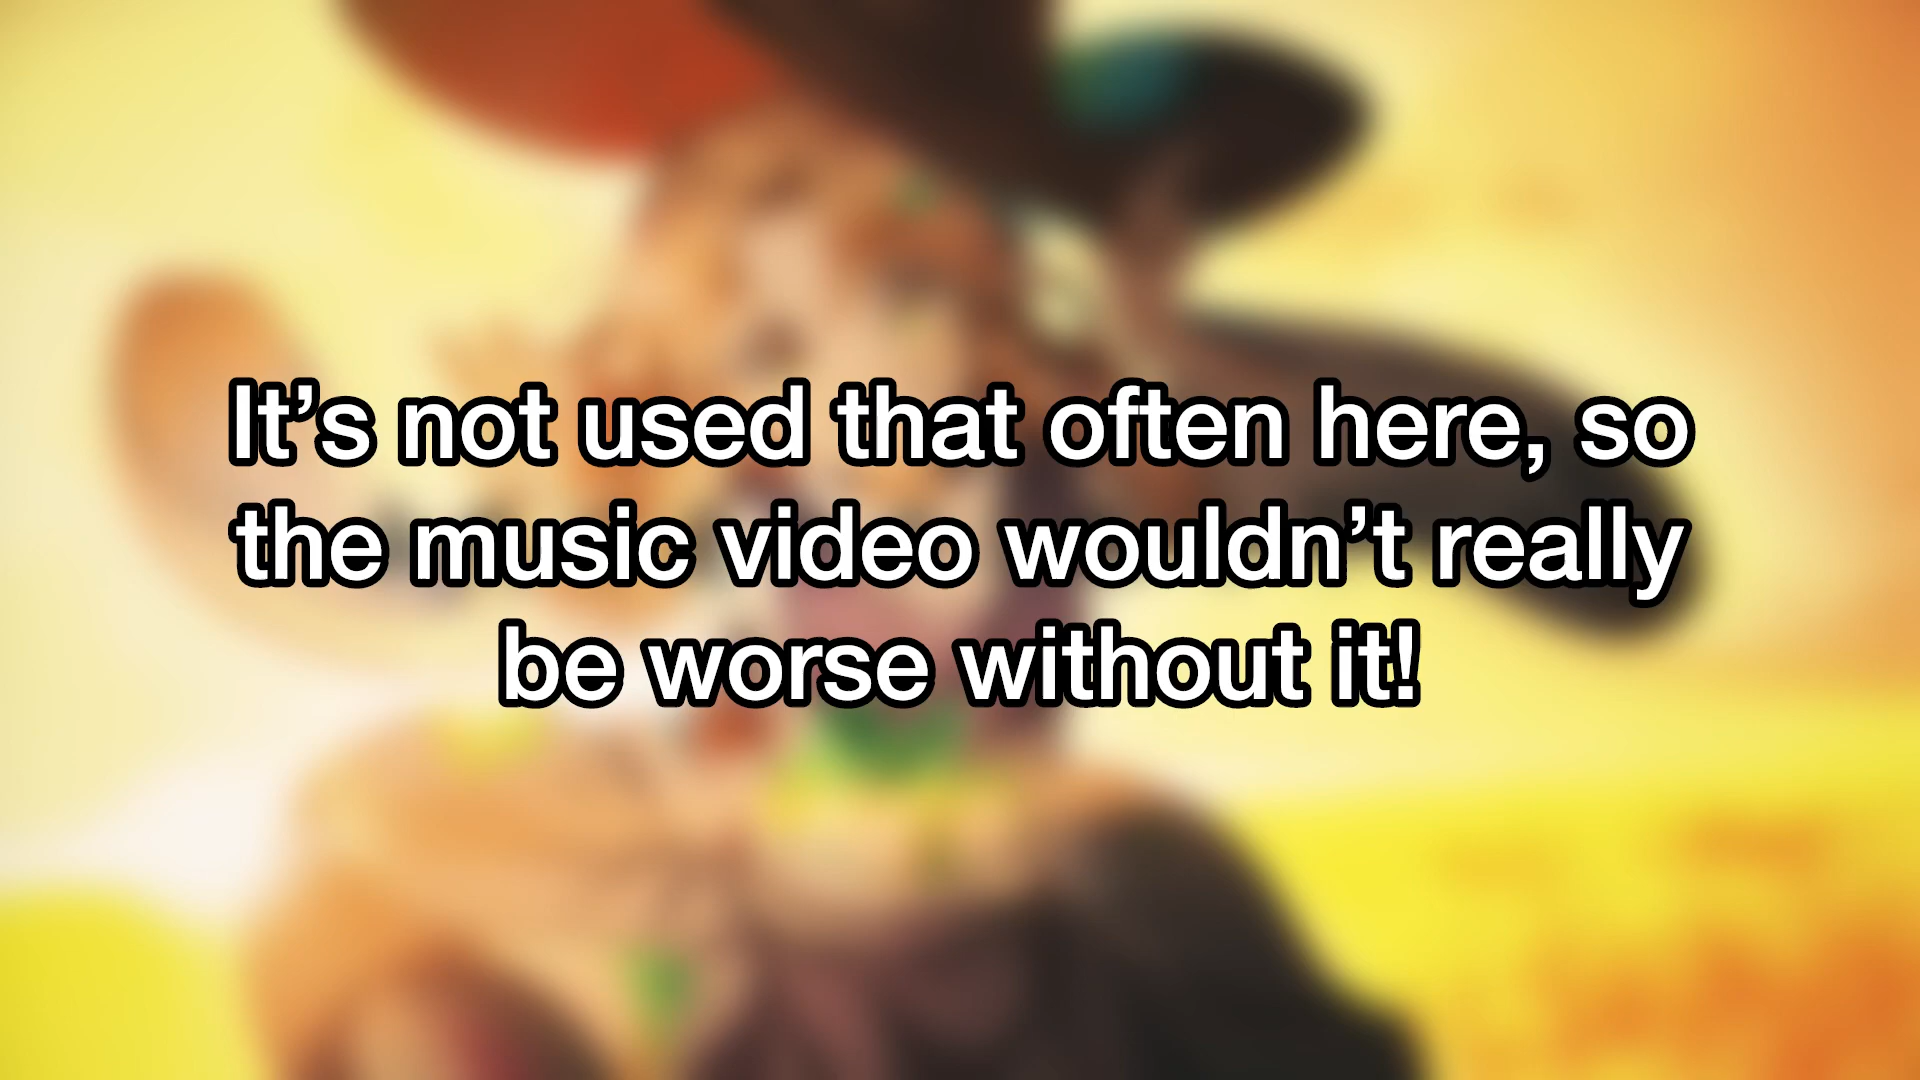 It’s not used that often here, so
the music video wouldn’t really
be worse without it!